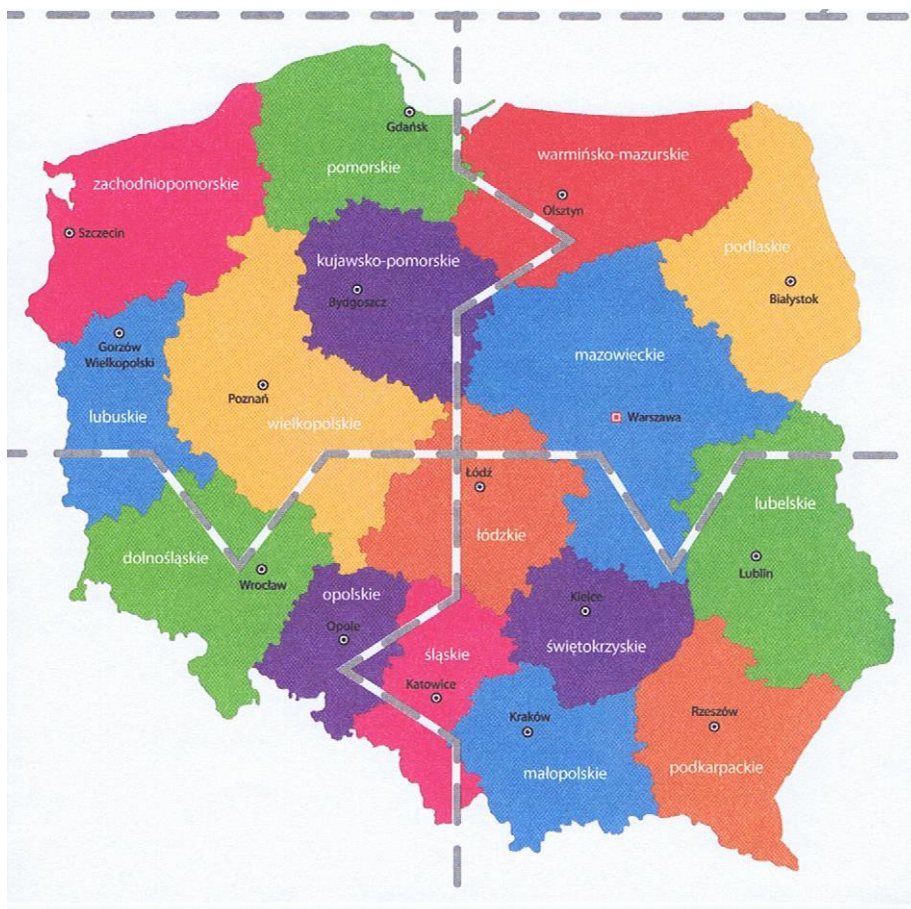 Gdańsk
pomorskie
warmińsko-mazurskie
zachodniopomorskie
Olsztyn
Szczecin
kujawsko-pomorskie
podlaskie
Bydgoszcz
Białystok
Gorzów
Wielkopolski
mazowieckie
Poznań
lubuskie
wielkopolskie
Warszawa
Łódź
lubelskie
łódzkie
dolnośląskie
Wrocław
Lublin
opolskie
Kielce
Opole
świętokrzyskie
śląskie
Katowice
Kraków
Rzeszów
małopolskie
podkarpackie